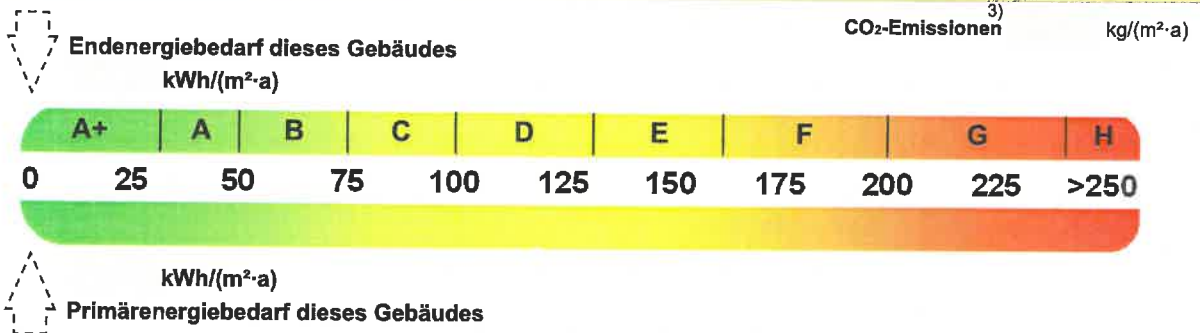 3)
CO₂-Emissionen kg/(m²·a)
Endenergiebedarf dieses Gebäudes
kWh/(m²·a)
A+ A B C D E F G H
0 25 50 75 100 125 150 175 200 225 >250
kWh/(m²·a)
Primärenergiebedarf dieses Gebäudes